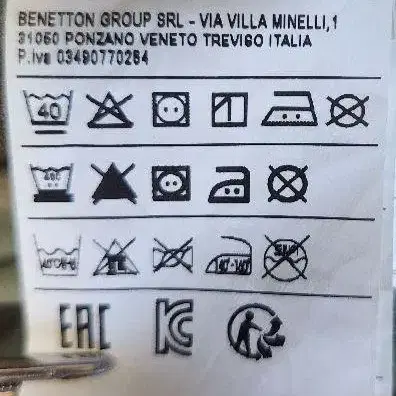 BENETTON GROUP SRL - VIA VILLA MINELLI,1
31050 PONZANO VENETO TREVISO ITALIA
P.iva 03490770264
40
EAC KC